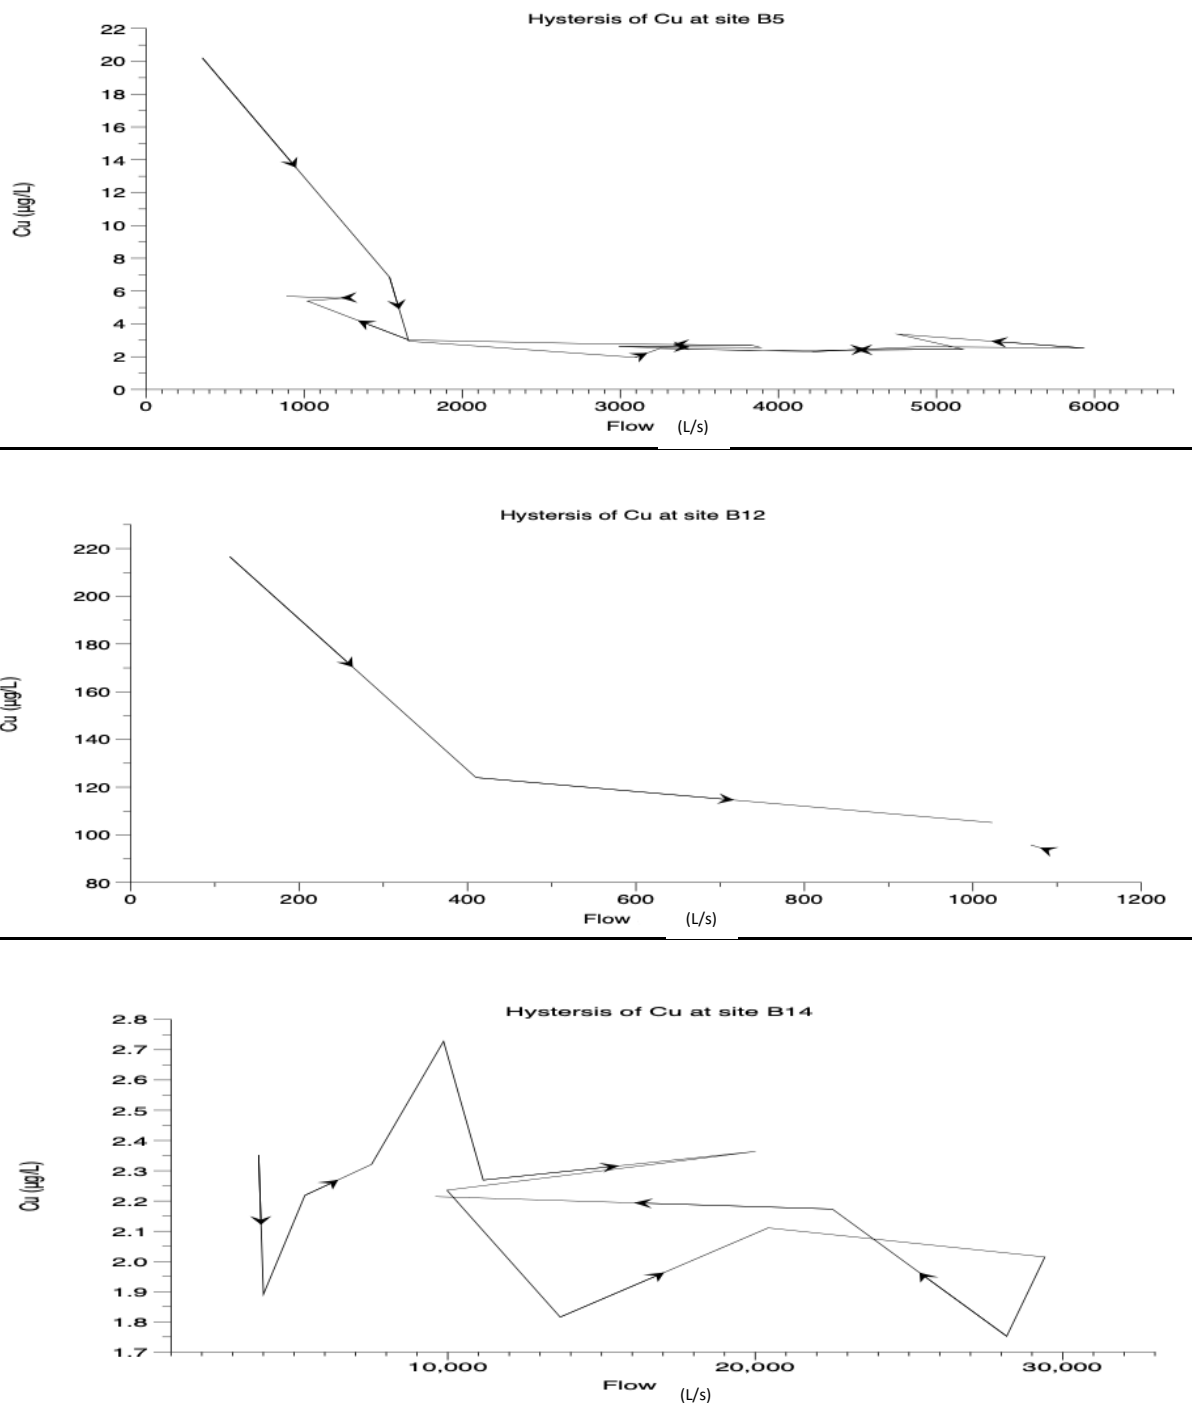 Hystersis of Cu at site B5
22
20
18
16
14
12
10
8
6
4
2
0
Cu (µg/L)
0 1000 2000 3000 4000 5000 6000
Flow (L/s)
Hystersis of Cu at site B12
220
200
180
160
140
120
100
80
Cu (µg/L)
0 200 400 600 800 1000 1200
Flow (L/s)
Hystersis of Cu at site B14
2.8
2.7
2.6
2.5
2.4
2.3
2.2
2.1
2.0
1.9
1.8
1.7
Cu (µg/L)
10,000 20,000 30,000
Flow (L/s)